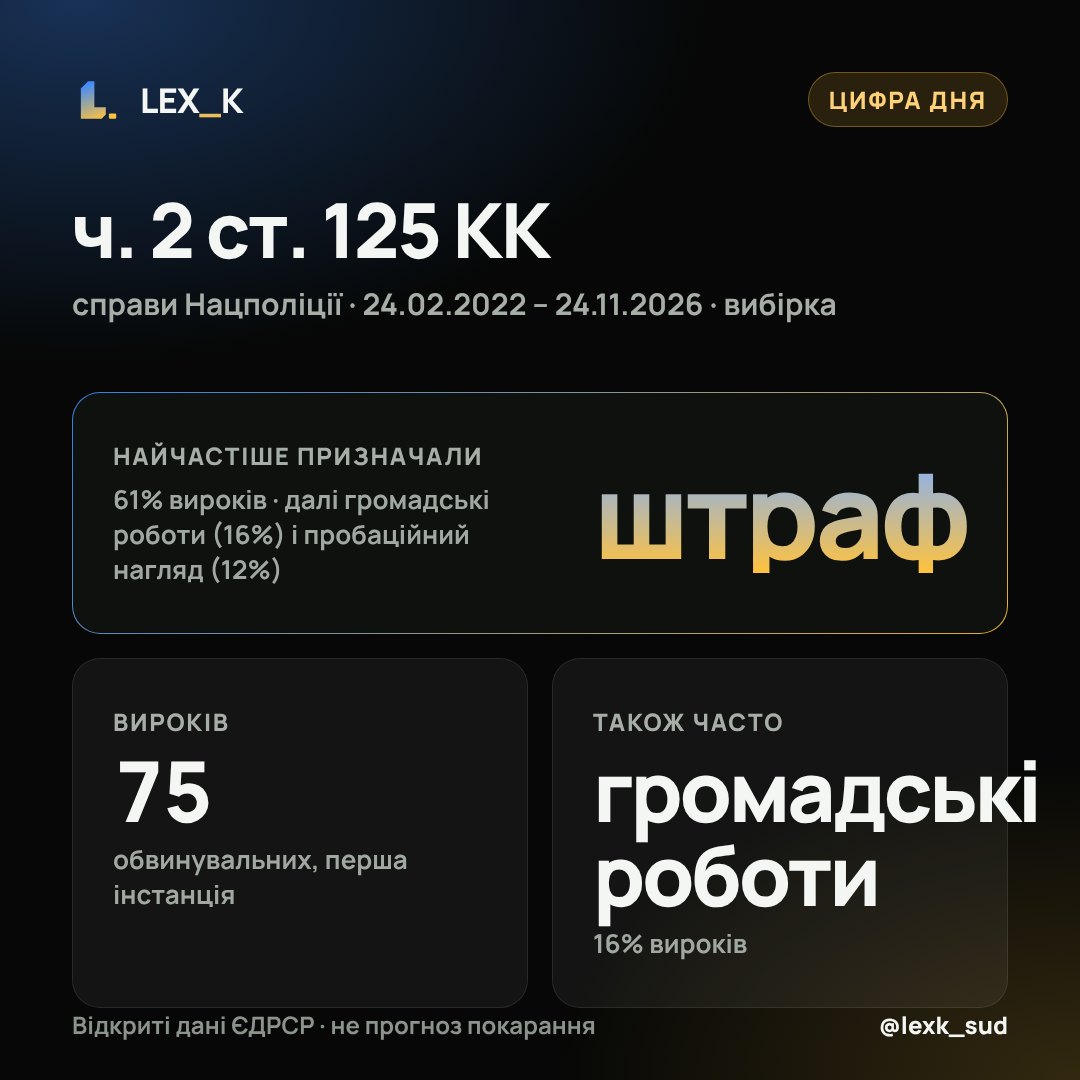 LEX_K
ЦИФРА ДНЯ
ч. 2 ст. 125 КК
справи Нацполіції · 24.02.2022 – 24.11.2026 · вибірка
НАЙЧАСТІШЕ ПРИЗНАЧАЛИ
61% вироків · далі громадські
роботи (16%) і пробаційний
нагляд (12%)
штраф
ВИРОКІВ
75
обвинувальних, перша
інстанція
ТАКОЖ ЧАСТО
громадські
роботи
16% вироків
Відкриті дані ЄДРСР · не прогноз покарання
@lexk_sud